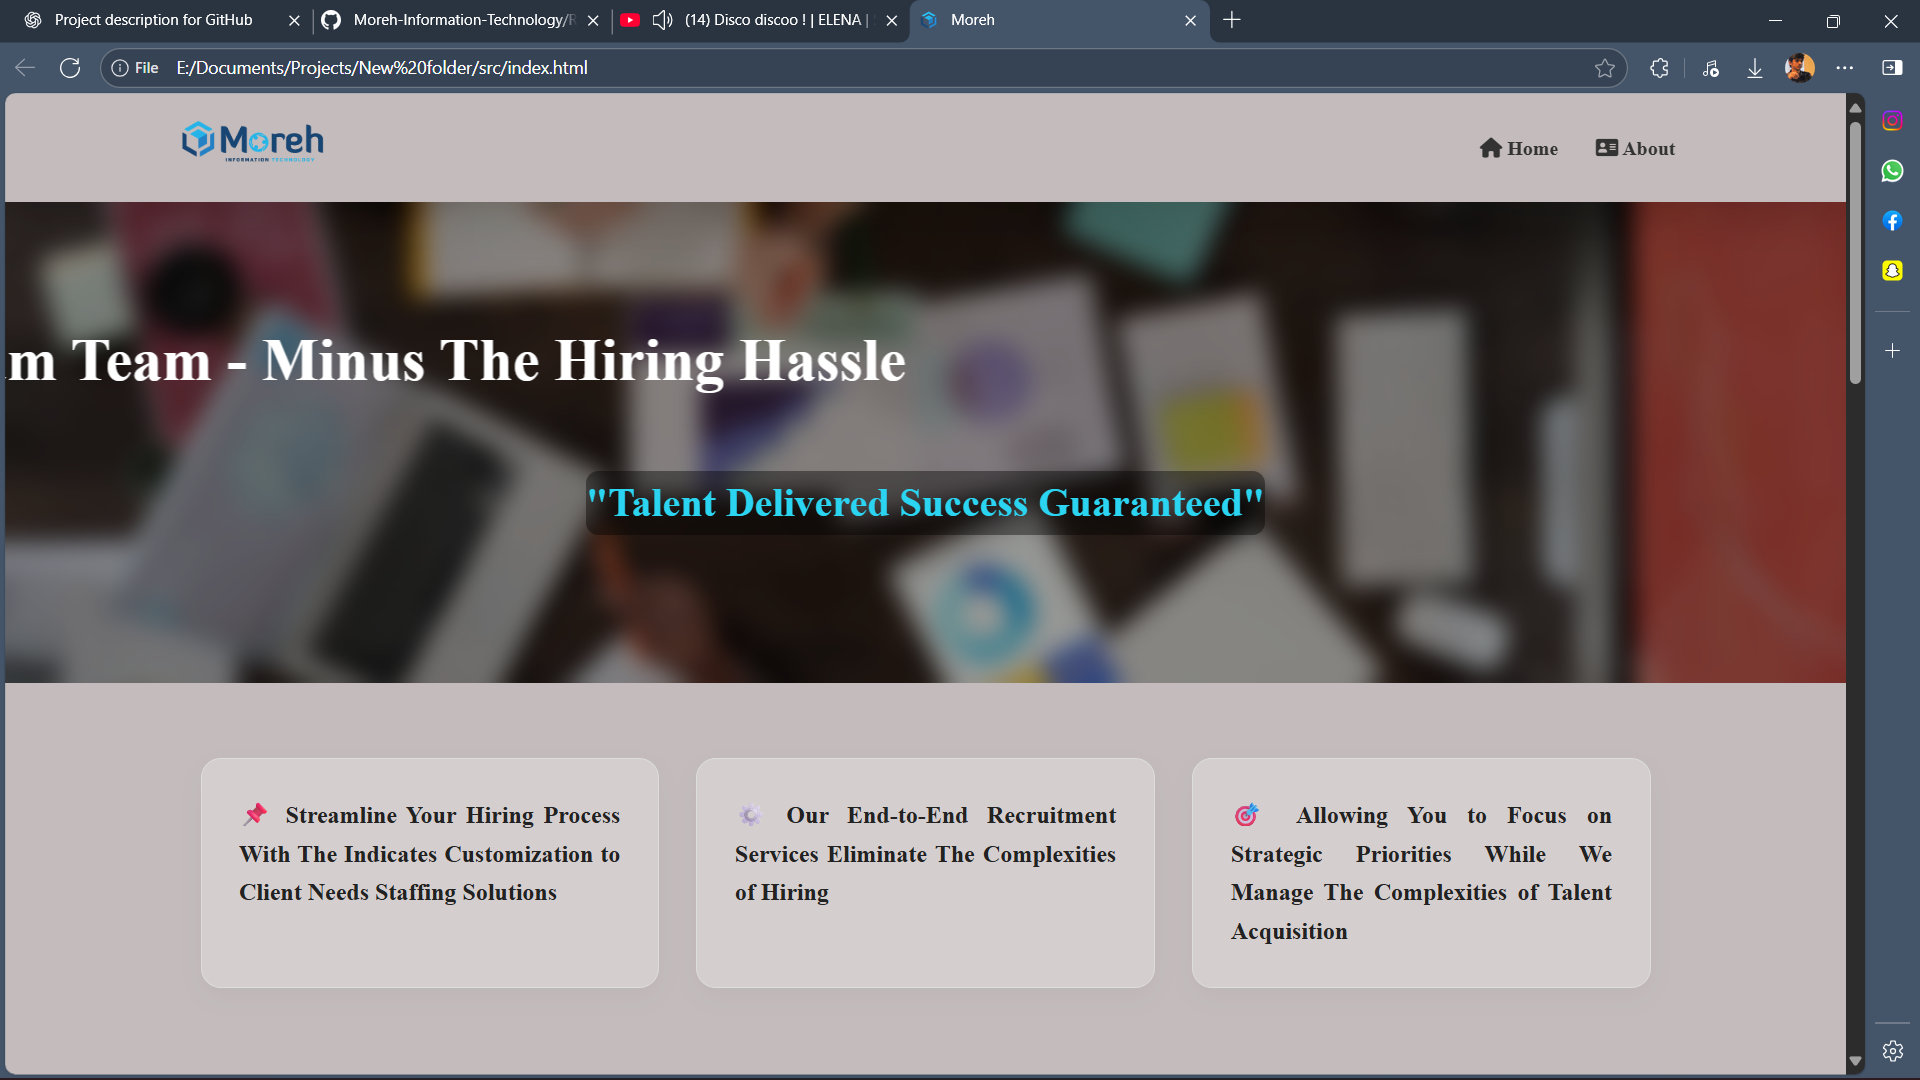 Project description for GitHub
Moreh-Information-Technology/R
(14) Disco discoo ! | ELENA |
Moreh
File
E:/Documents/Projects/New%20folder/src/index.html
Moreh
INFORMATION TECHNOLOGY
Home
About
m Team - Minus The Hiring Hassle
"Talent Delivered Success Guaranteed"
Streamline Your Hiring Process
With The Indicates Customization to
Client Needs Staffing Solutions
Our End-to-End Recruitment
Services Eliminate The Complexities
of Hiring
Allowing You to Focus on
Strategic Priorities While We
Manage The Complexities of Talent
Acquisition